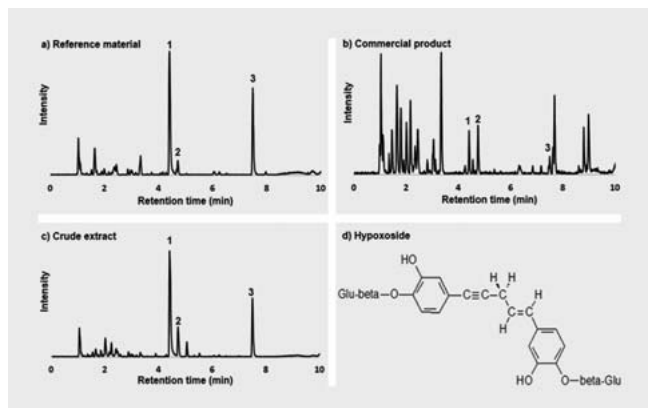 a) Reference material
1
2
3
Intensity
0 2 4 6 8 10
Retention time (min)
b) Commercial product
1 2
3
Intensity
0 2 4 6 8 10
Retention time (min)
c) Crude extract
1
2
3
Intensity
0 2 4 6 8 10
Retention time (min)
d) Hypoxoside
HO
Glu-beta—O
C≡C
H H
C
H
C=C
H
HO
O—beta-Glu